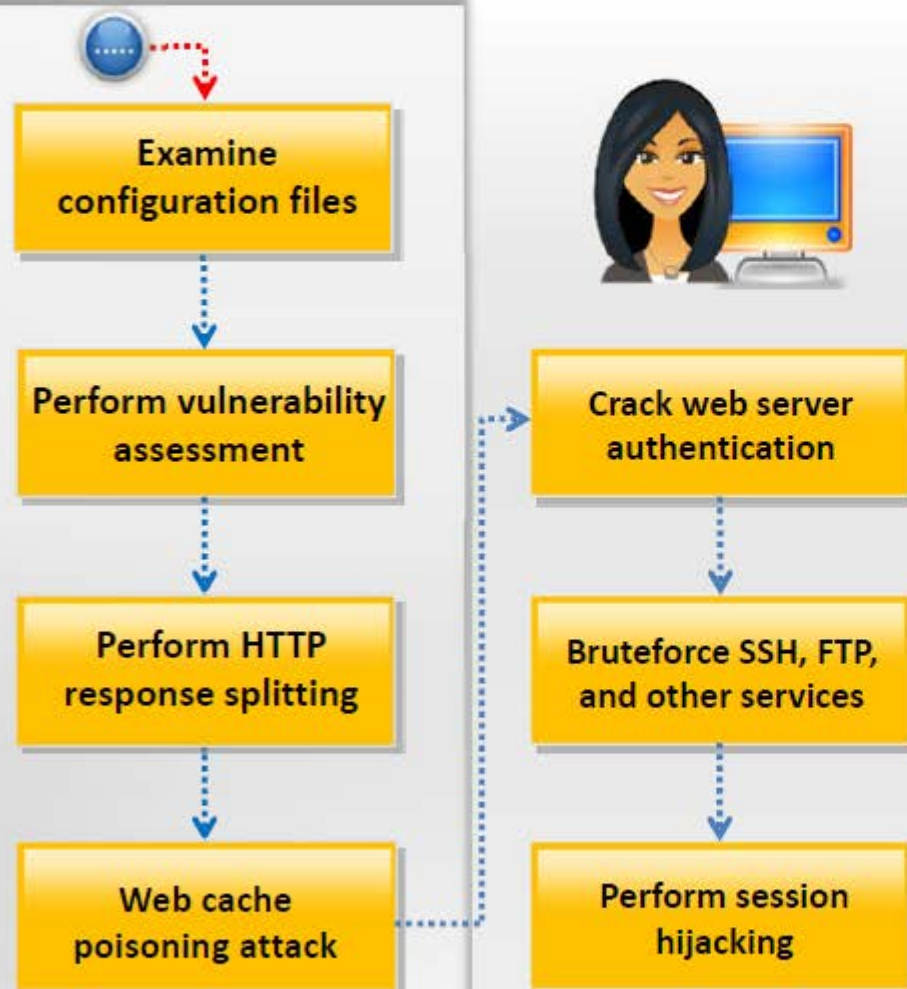 Examine
configuration files
Perform vulnerability
assessment
Perform HTTP
response splitting
Web cache
poisoning attack
Crack web server
authentication
Bruteforce SSH, FTP,
and other services
Perform session
hijacking